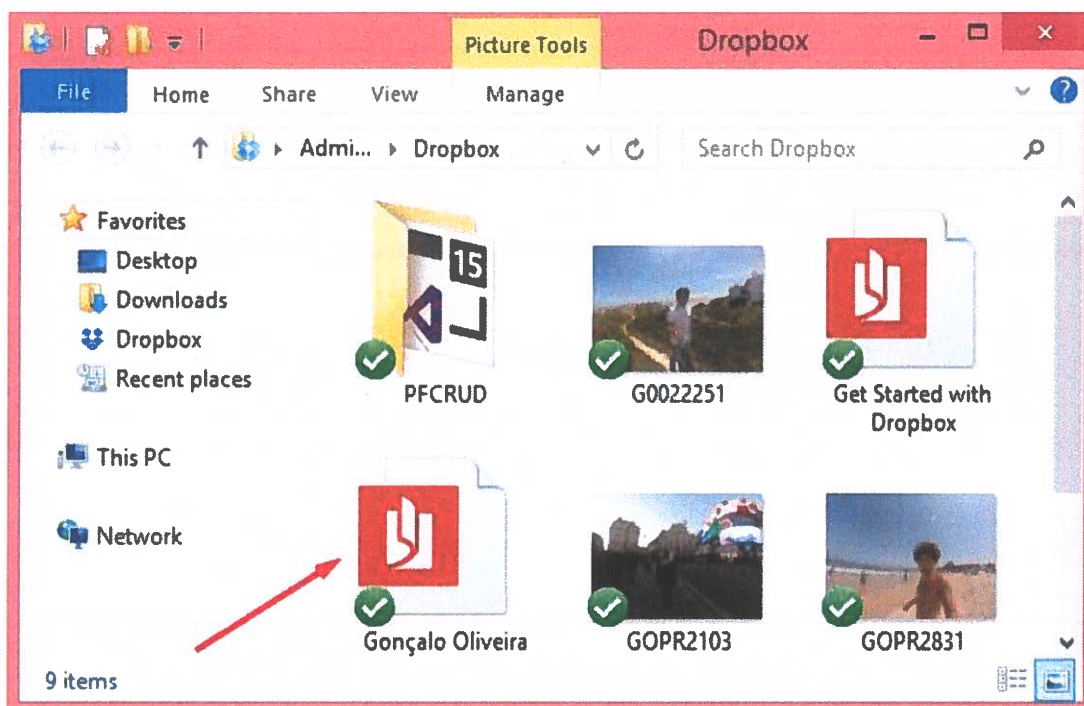 Picture Tools
Dropbox
File
Home
Share
View
Manage
?
Admi...
Dropbox
Search Dropbox
Favorites
Desktop
Downloads
Dropbox
Recent places
This PC
Network
15
PFCRUD
G0022251
Get Started with
Dropbox
Gonçalo Oliveira
GOPR2103
GOPR2831
9 items